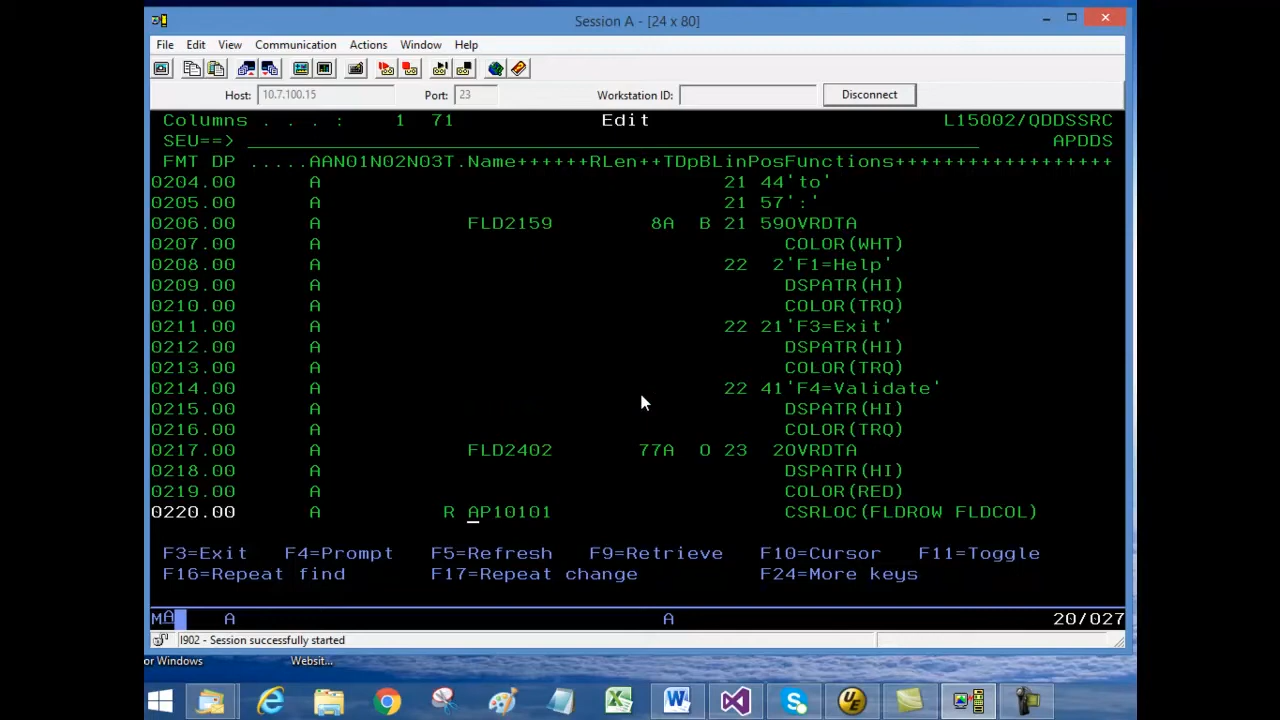 Session A - [24 x 80]
File Edit View Communication Actions Window Help
Host: 10.7.100.15 Port: 23 Workstation ID: Disconnect
Columns . . . : 1 71 Edit L15002/QDDSSRC
SEU==> APDDS
FMT DP .....AAN01N02N03T.Name++++++RLen++TDpBLinPosFunctions++++++++++++++++++
0204.00 A 21 44'to'
0205.00 A 21 57':'
0206.00 A FLD2159 8A B 21 59OVRDTA
0207.00 A COLOR(WHT)
0208.00 A 22 2'F1=Help'
0209.00 A DSPATR(HI)
0210.00 A COLOR(TRQ)
0211.00 A 22 21'F3=Exit'
0212.00 A DSPATR(HI)
0213.00 A COLOR(TRQ)
0214.00 A 22 41'F4=Validate'
0215.00 A DSPATR(HI)
0216.00 A COLOR(TRQ)
0217.00 A FLD2402 77A O 23 2OVRDTA
0218.00 A DSPATR(HI)
0219.00 A COLOR(RED)
0220.00 A R AP10101 CSRLOC(FLDROW FLDCOL)
F3=Exit F4=Prompt F5=Refresh F9=Retrieve F10=Cursor F11=Toggle
F16=Repeat find F17=Repeat change F24=More keys
MA A A 20/027
I902 - Session successfully started
or Windows Websit...